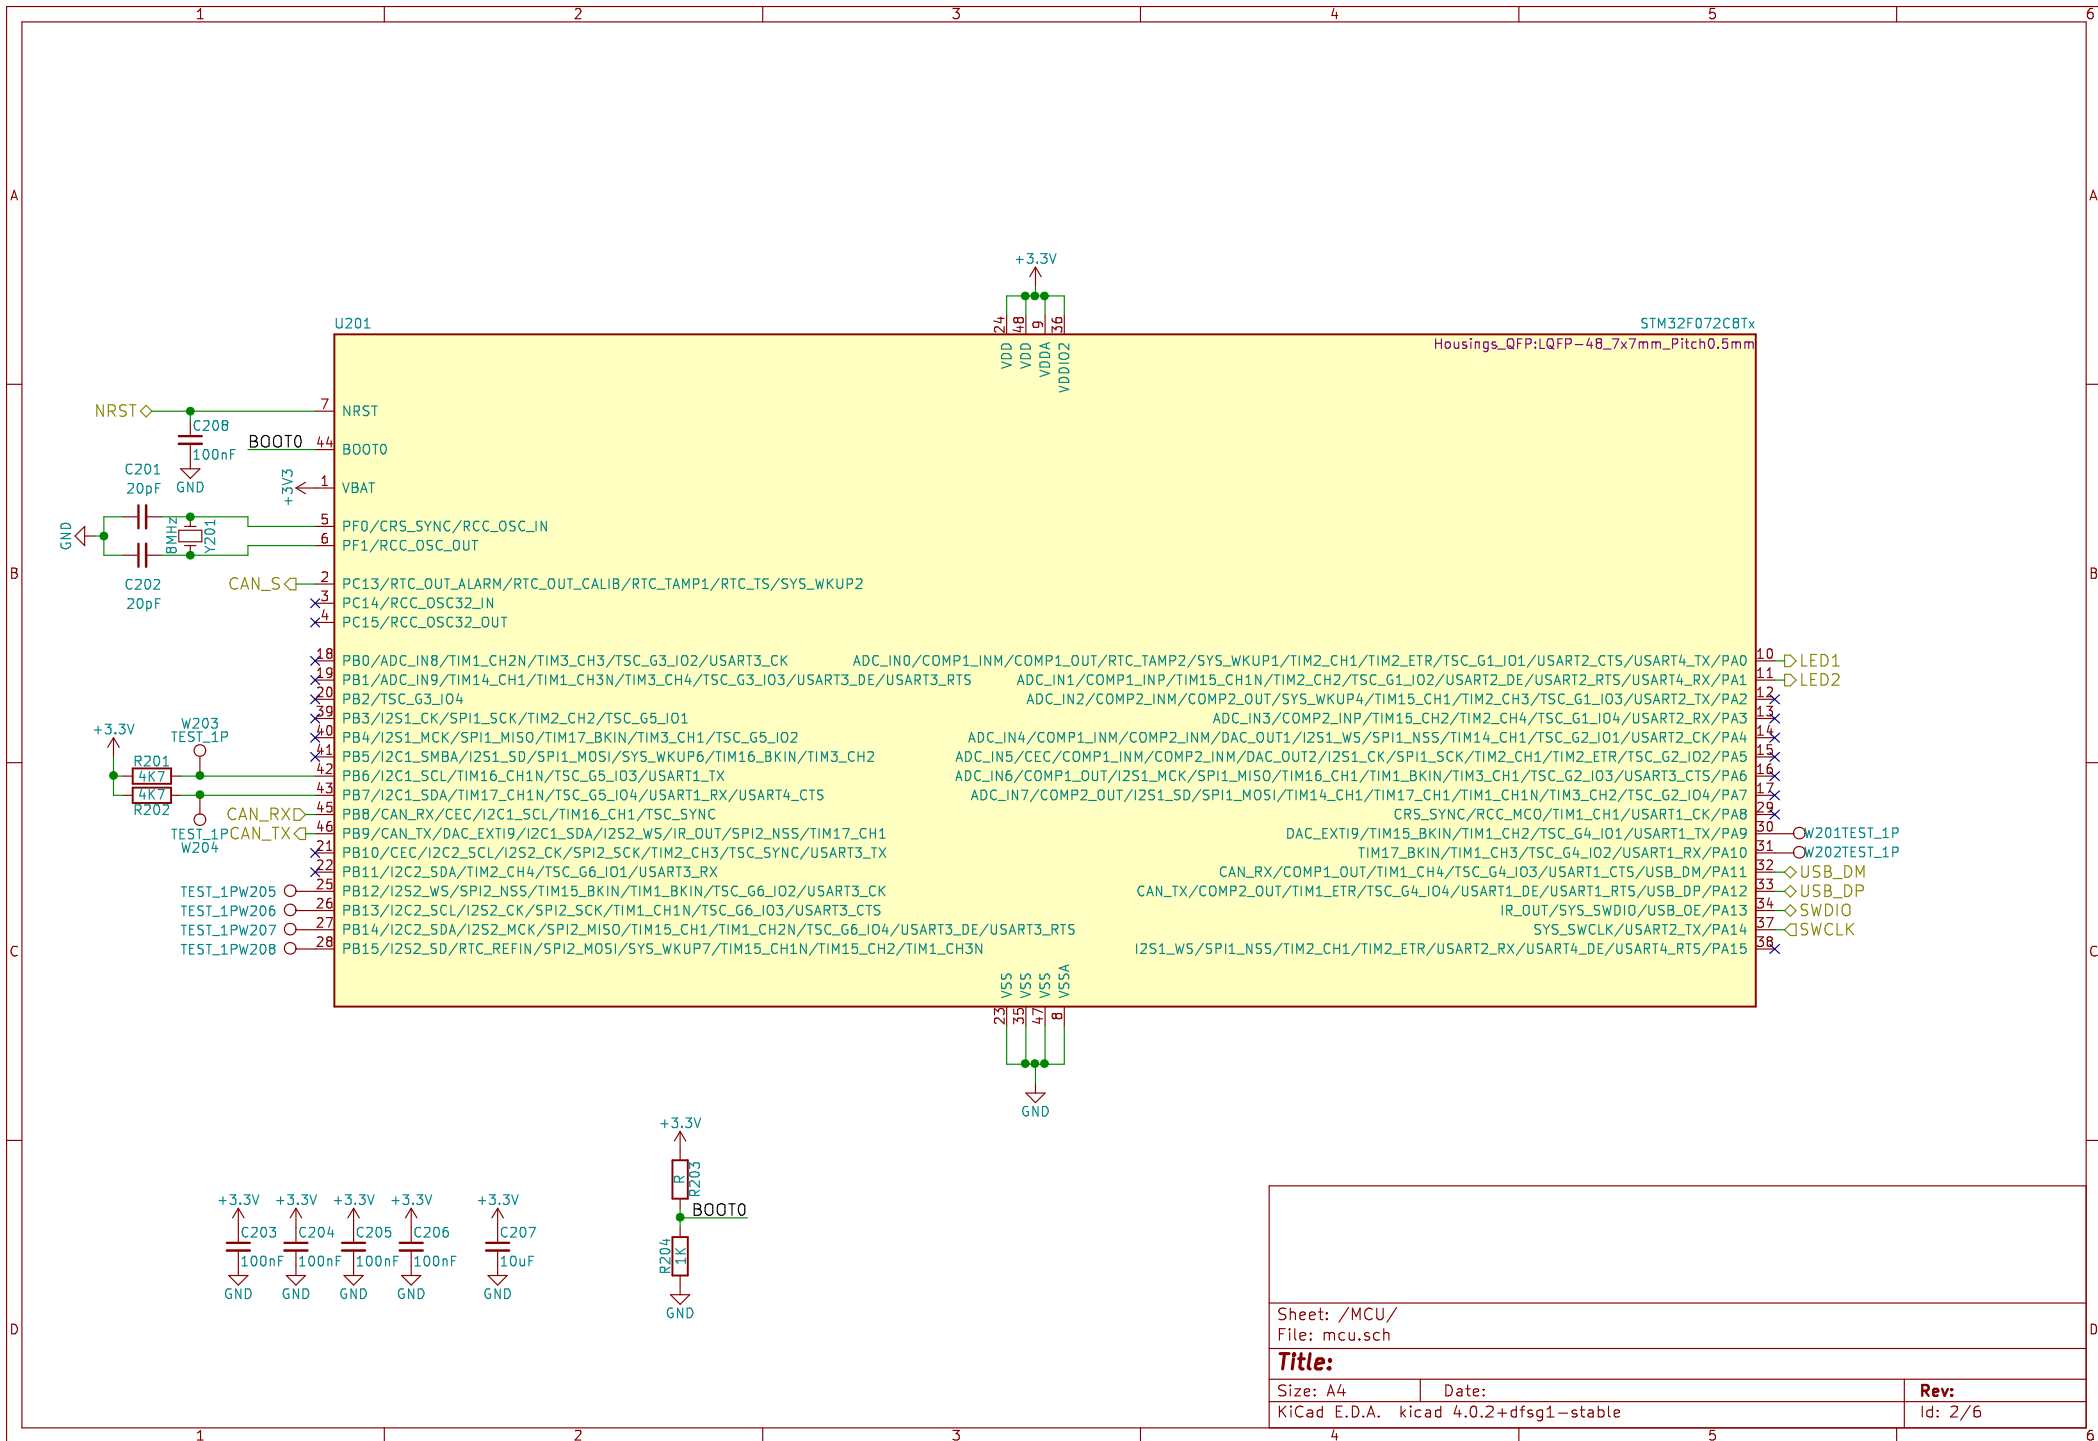 1 2 3 4 5 6
A A
B B
C C
D D
1 2 3 4 5 6
+3.3V
24 48 9 36
VDD VDD VDDA VDDIO2
U201
STM32F072C8Tx
Housings_QFP:LQFP-48_7x7mm_Pitch0.5mm
NRST 7 NRST
C208
100nF
GND
BOOT0 44 BOOT0
+3V3 1 VBAT
C201
20pF
GND
8MHz
Y201
C202
20pF
5 PF0/CRS_SYNC/RCC_OSC_IN
6 PF1/RCC_OSC_OUT
CAN_S 2 PC13/RTC_OUT_ALARM/RTC_OUT_CALIB/RTC_TAMP1/RTC_TS/SYS_WKUP2
3 PC14/RCC_OSC32_IN
4 PC15/RCC_OSC32_OUT
18 PB0/ADC_IN8/TIM1_CH2N/TIM3_CH3/TSC_G3_IO2/USART3_CK
19 PB1/ADC_IN9/TIM14_CH1/TIM1_CH3N/TIM3_CH4/TSC_G3_IO3/USART3_DE/USART3_RTS
20 PB2/TSC_G3_IO4
39 PB3/I2S1_CK/SPI1_SCK/TIM2_CH2/TSC_G5_IO1
40 PB4/I2S1_MCK/SPI1_MISO/TIM17_BKIN/TIM3_CH1/TSC_G5_IO2
41 PB5/I2C1_SMBA/I2S1_SD/SPI1_MOSI/SYS_WKUP6/TIM16_BKIN/TIM3_CH2
+3.3V
W203
TEST_1P
R201
4K7
42 PB6/I2C1_SCL/TIM16_CH1N/TSC_G5_IO3/USART1_TX
4K7
R202
43 PB7/I2C1_SDA/TIM17_CH1N/TSC_G5_IO4/USART1_RX/USART4_CTS
CAN_RX 45 PB8/CAN_RX/CEC/I2C1_SCL/TIM16_CH1/TSC_SYNC
TEST_1P
W204
CAN_TX 46 PB9/CAN_TX/DAC_EXTI9/I2C1_SDA/I2S2_WS/IR_OUT/SPI2_NSS/TIM17_CH1
21 PB10/CEC/I2C2_SCL/I2S2_CK/SPI2_SCK/TIM2_CH3/TSC_SYNC/USART3_TX
22 PB11/I2C2_SDA/TIM2_CH4/TSC_G6_IO1/USART3_RX
TEST_1PW205 25 PB12/I2S2_WS/SPI2_NSS/TIM15_BKIN/TIM1_BKIN/TSC_G6_IO2/USART3_CK
TEST_1PW206 26 PB13/I2C2_SCL/I2S2_CK/SPI2_SCK/TIM1_CH1N/TSC_G6_IO3/USART3_CTS
TEST_1PW207 27 PB14/I2C2_SDA/I2S2_MCK/SPI2_MISO/TIM15_CH1/TIM1_CH2N/TSC_G6_IO4/USART3_DE/USART3_RTS
TEST_1PW208 28 PB15/I2S2_SD/RTC_REFIN/SPI2_MOSI/SYS_WKUP7/TIM15_CH1N/TIM15_CH2/TIM1_CH3N
ADC_IN0/COMP1_INM/COMP1_OUT/RTC_TAMP2/SYS_WKUP1/TIM2_CH1/TIM2_ETR/TSC_G1_IO1/USART2_CTS/USART4_TX/PA0 10 LED1
ADC_IN1/COMP1_INP/TIM15_CH1N/TIM2_CH2/TSC_G1_IO2/USART2_DE/USART2_RTS/USART4_RX/PA1 11 LED2
ADC_IN2/COMP2_INM/COMP2_OUT/SYS_WKUP4/TIM15_CH1/TIM2_CH3/TSC_G1_IO3/USART2_TX/PA2 12
ADC_IN3/COMP2_INP/TIM15_CH2/TIM2_CH4/TSC_G1_IO4/USART2_RX/PA3 13
ADC_IN4/COMP1_INM/COMP2_INM/DAC_OUT1/I2S1_WS/SPI1_NSS/TIM14_CH1/TSC_G2_IO1/USART2_CK/PA4 14
ADC_IN5/CEC/COMP1_INM/COMP2_INM/DAC_OUT2/I2S1_CK/SPI1_SCK/TIM2_CH1/TIM2_ETR/TSC_G2_IO2/PA5 15
ADC_IN6/COMP1_OUT/I2S1_MCK/SPI1_MISO/TIM16_CH1/TIM1_BKIN/TIM3_CH1/TSC_G2_IO3/USART3_CTS/PA6 16
ADC_IN7/COMP2_OUT/I2S1_SD/SPI1_MOSI/TIM14_CH1/TIM17_CH1/TIM1_CH1N/TIM3_CH2/TSC_G2_IO4/PA7 17
CRS_SYNC/RCC_MCO/TIM1_CH1/USART1_CK/PA8 29
DAC_EXTI9/TIM15_BKIN/TIM1_CH2/TSC_G4_IO1/USART1_TX/PA9 30 W201TEST_1P
TIM17_BKIN/TIM1_CH3/TSC_G4_IO2/USART1_RX/PA10 31 W202TEST_1P
CAN_RX/COMP1_OUT/TIM1_CH4/TSC_G4_IO3/USART1_CTS/USB_DM/PA11 32 USB_DM
CAN_TX/COMP2_OUT/TIM1_ETR/TSC_G4_IO4/USART1_DE/USART1_RTS/USB_DP/PA12 33 USB_DP
IR_OUT/SYS_SWDIO/USB_OE/PA13 34 SWDIO
SYS_SWCLK/USART2_TX/PA14 37 SWCLK
I2S1_WS/SPI1_NSS/TIM2_CH1/TIM2_ETR/USART2_RX/USART4_DE/USART4_RTS/PA15 38
VSS VSS VSS VSSA
23 35 47 8
GND
+3.3V
R
R203
BOOT0
R204
1K
GND
+3.3V +3.3V +3.3V +3.3V +3.3V
C203 C204 C205 C206 C207
100nF 100nF 100nF 100nF 10uF
GND GND GND GND GND
Sheet: /MCU/
File: mcu.sch
Title:
Size: A4 Date: Rev:
KiCad E.D.A. kicad 4.0.2+dfsg1-stable Id: 2/6